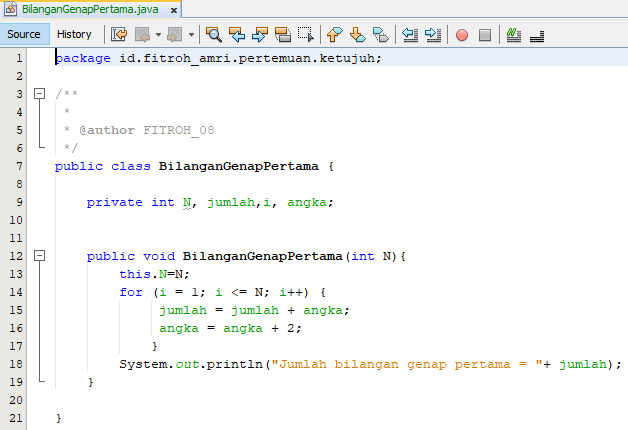 BilanganGenapPertama.java x
Source History
1 package id.fitroh_amri.pertemuan.ketujuh;
2
3 /**
4 *
5 * @author FITROH_08
6 */
7 public class BilanganGenapPertama {
8
9 private int N, jumlah,i, angka;
10
11
12 public void BilanganGenapPertama(int N){
13 this.N=N;
14 for (i = 1; i <= N; i++) {
15 jumlah = jumlah + angka;
16 angka = angka + 2;
17 }
18 System.out.println("Jumlah bilangan genap pertama = "+ jumlah);
19 }
20
21 }